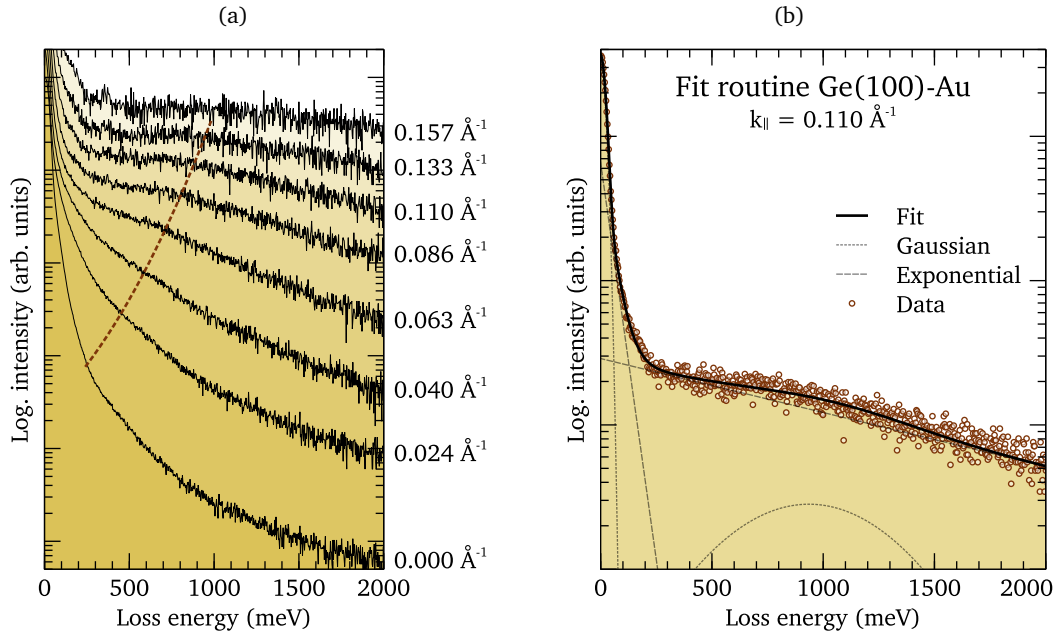 (a)
Log. intensity (arb. units)
0.157 Å-1
0.133 Å-1
0.110 Å-1
0.086 Å-1
0.063 Å-1
0.040 Å-1
0.024 Å-1
0.000 Å-1
0 500 1000 1500 2000
Loss energy (meV)
(b)
Log. intensity (arb. units)
Fit routine Ge(100)-Au
k∥ = 0.110 Å-1
Fit
Gaussian
Exponential
Data
0 500 1000 1500 2000
Loss energy (meV)